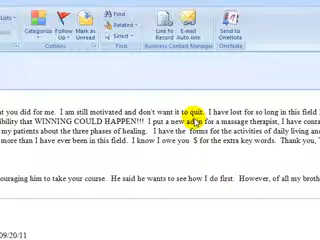 Categorize Follow Up Mark as Unread
Options
Find
Related
Select
Find
E-mail Link Auto-link
Business Contact Manager
Send to OneNote
OneNote
t you did for me. I am still motivated and don't want it to quit. I have lost for so long in this field
ibility that WINNING COULD HAPPEN!!! I put a new in for a massage therapist, I have conta
my patients about the three phases of healing. I have the forms for the activities of daily living an
more than I have ever been in this field. I know I owe you $ for the extra key words. Thank you,
ouraging him to take your course. He said he wants to see how I do first. However, of all my broth
09/20/11